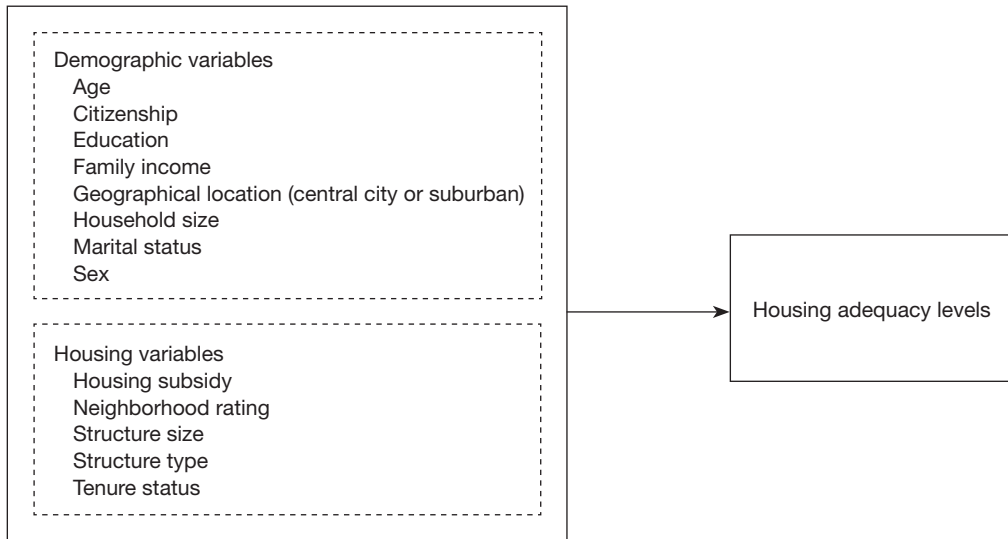 Demographic variables
Age
Citizenship
Education
Family income
Geographical location (central city or suburban)
Household size
Marital status
Sex
Housing variables
Housing subsidy
Neighborhood rating
Structure size
Structure type
Tenure status
Housing adequacy levels